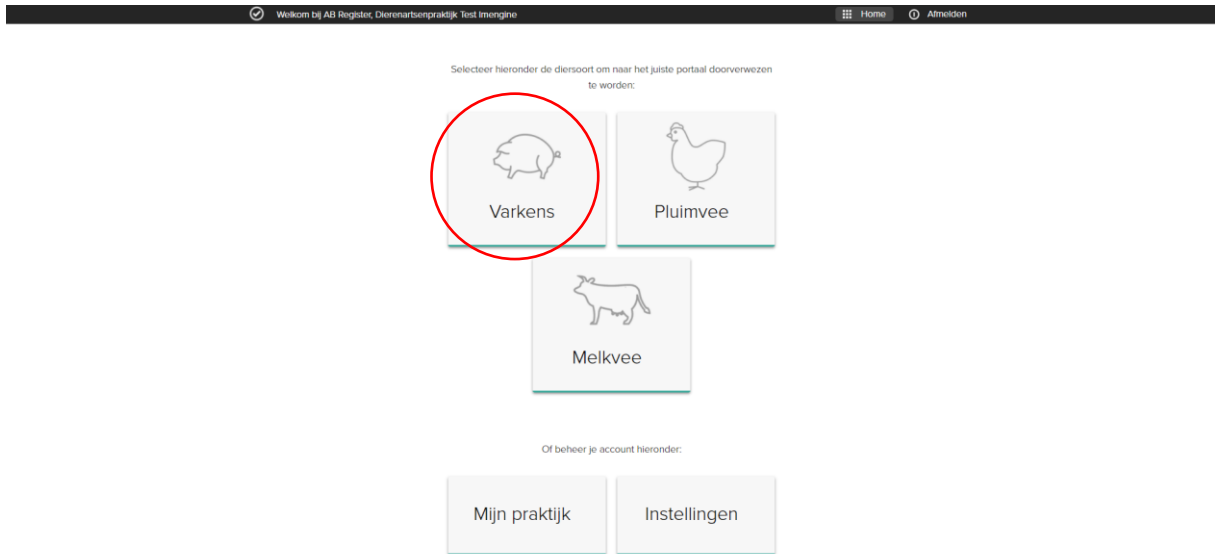 Welkom bij AB Register, Dierenartsenpraktijk Test Imengine
Home
Afmelden
Selecteer hieronder de diersoort om naar het juiste portaal doorverwezen
te worden:
Varkens
Pluimvee
Melkvee
Of beheer je account hieronder:
Mijn praktijk
Instellingen